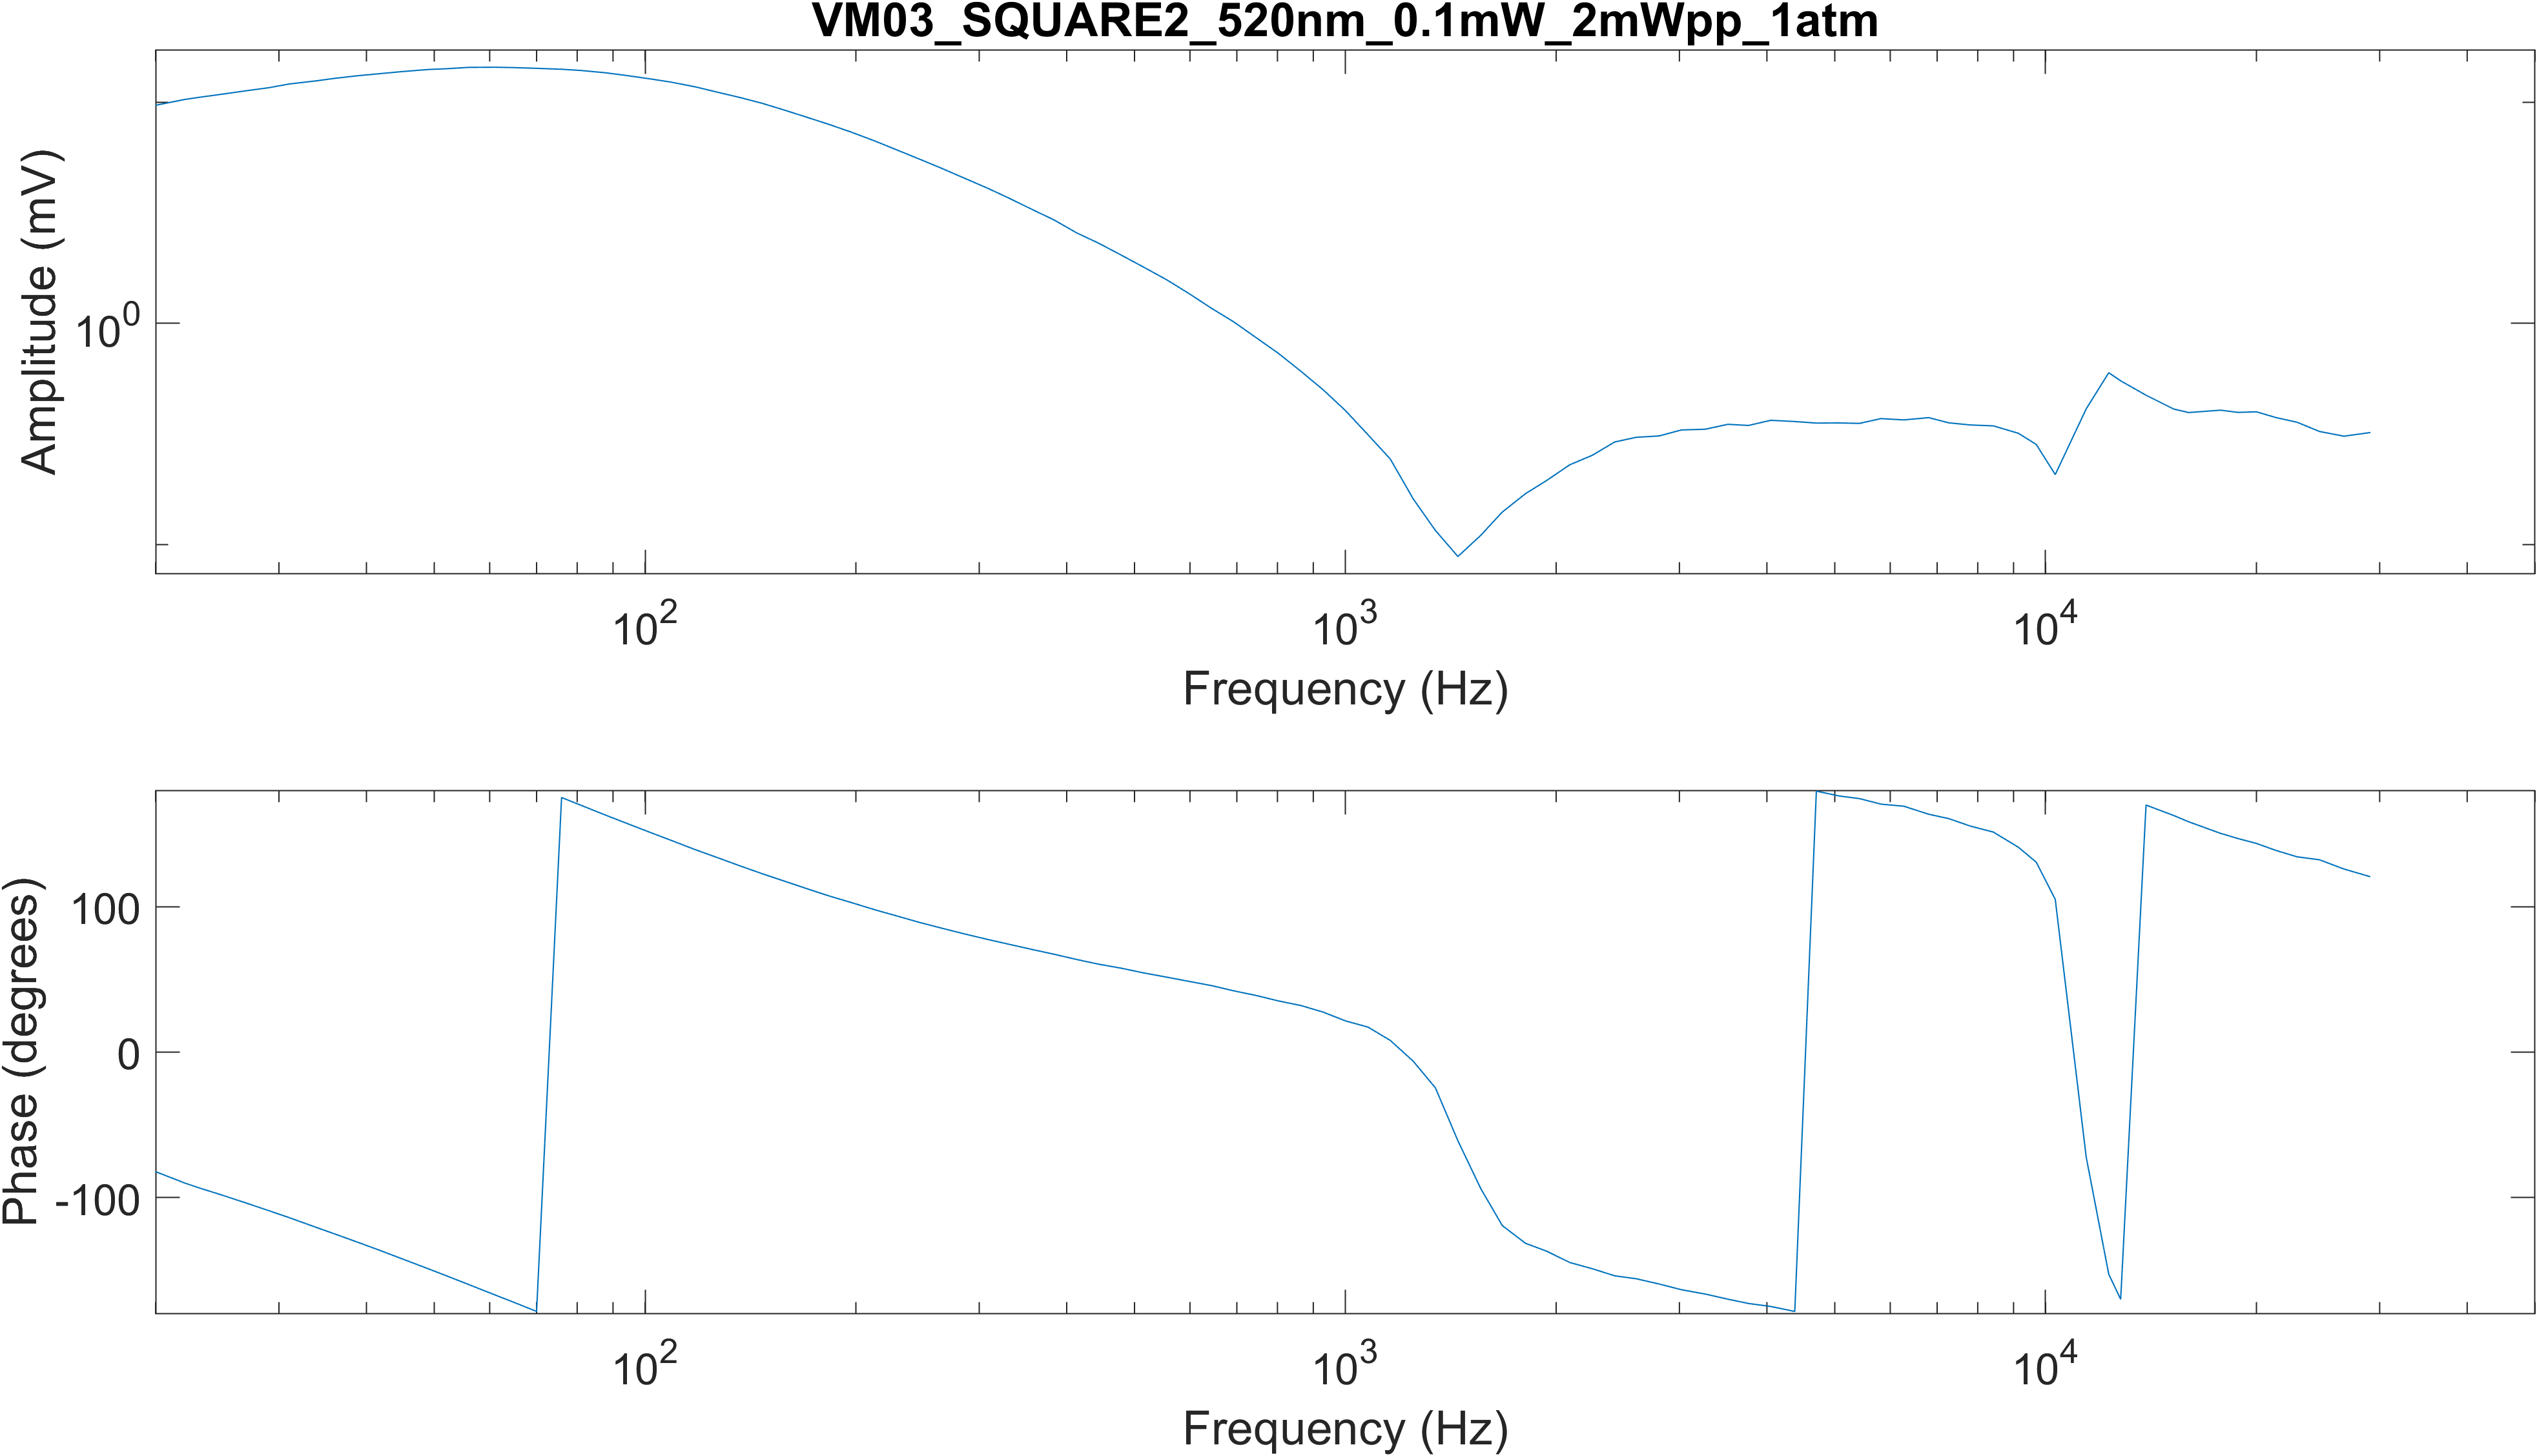 VM03_SQUARE2_520nm_0.1mW_2mWpp_1atm
Amplitude (mV)
10^0
10^2
10^3
10^4
Frequency (Hz)
Phase (degrees)
100
0
-100
10^2
10^3
10^4
Frequency (Hz)